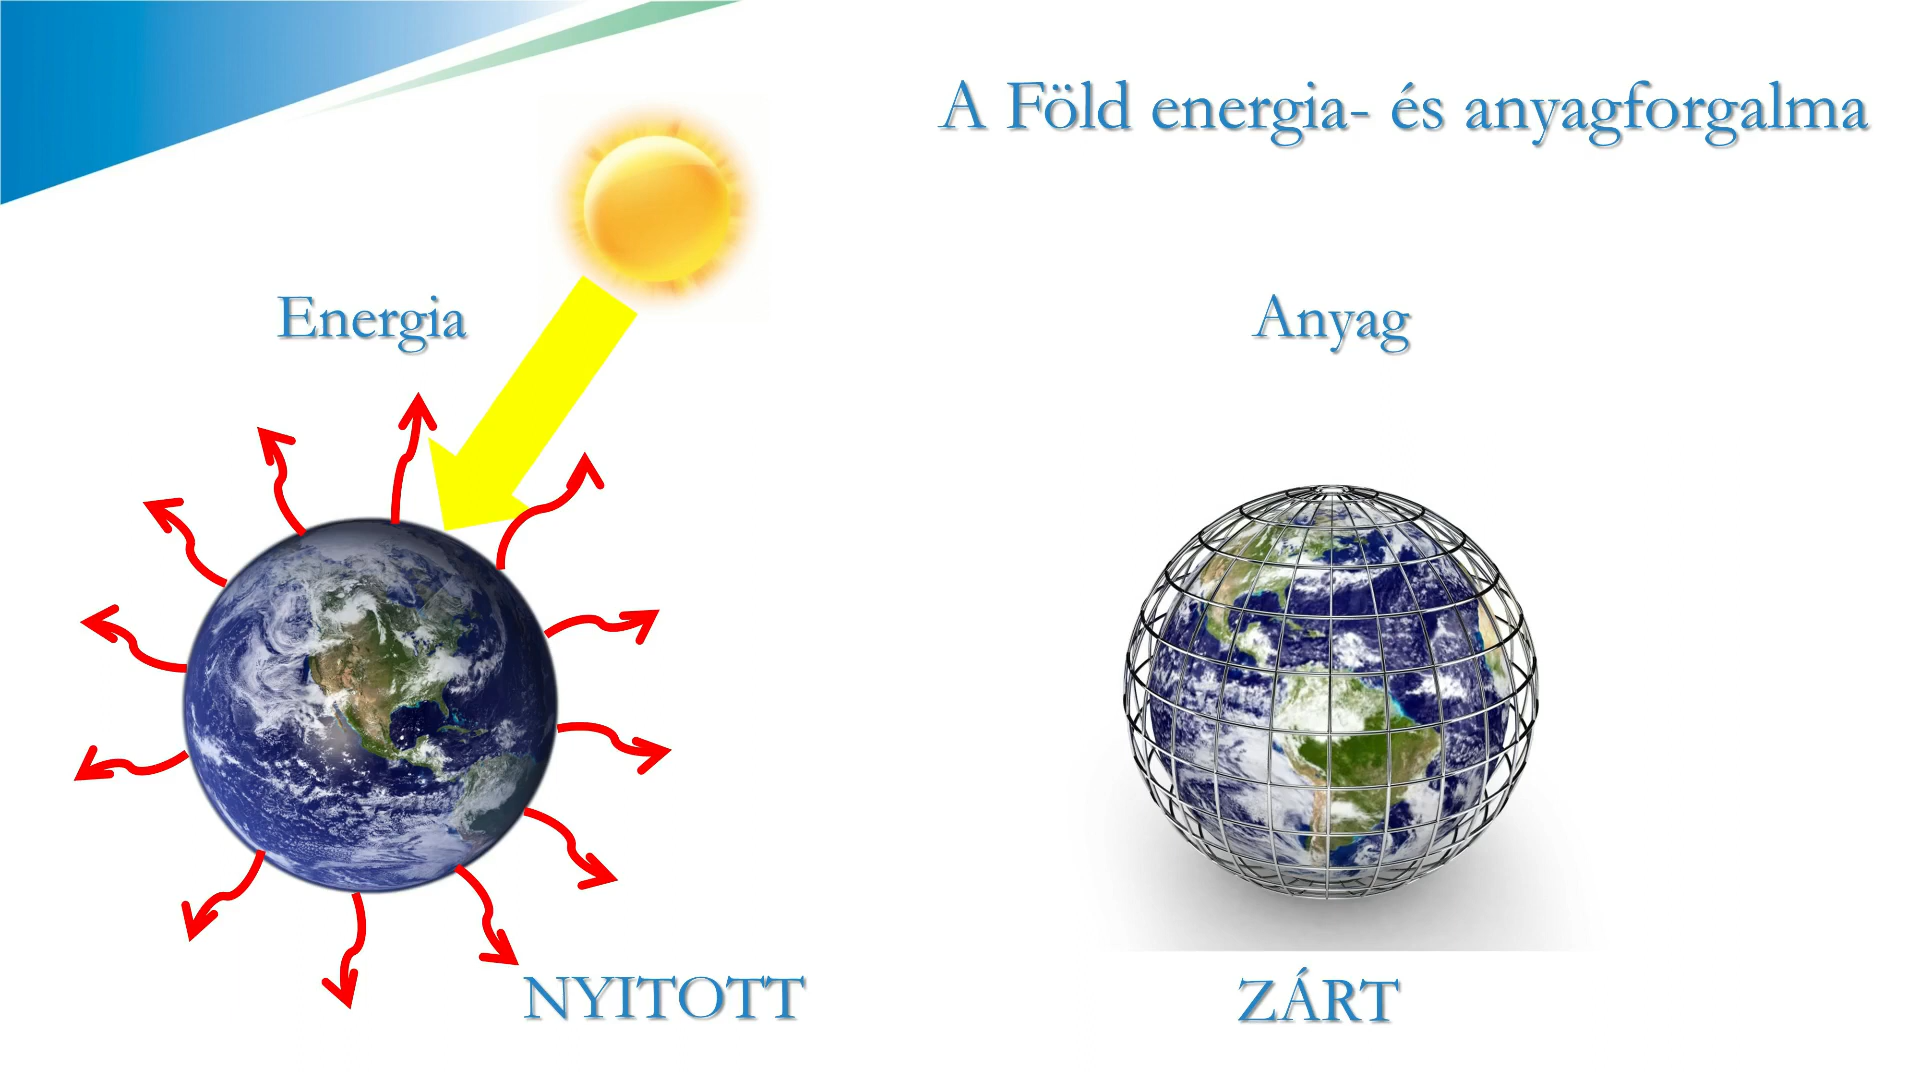 A Föld energia- és anyagforgalma
Energia
Anyag
NYITOTT
ZÁRT